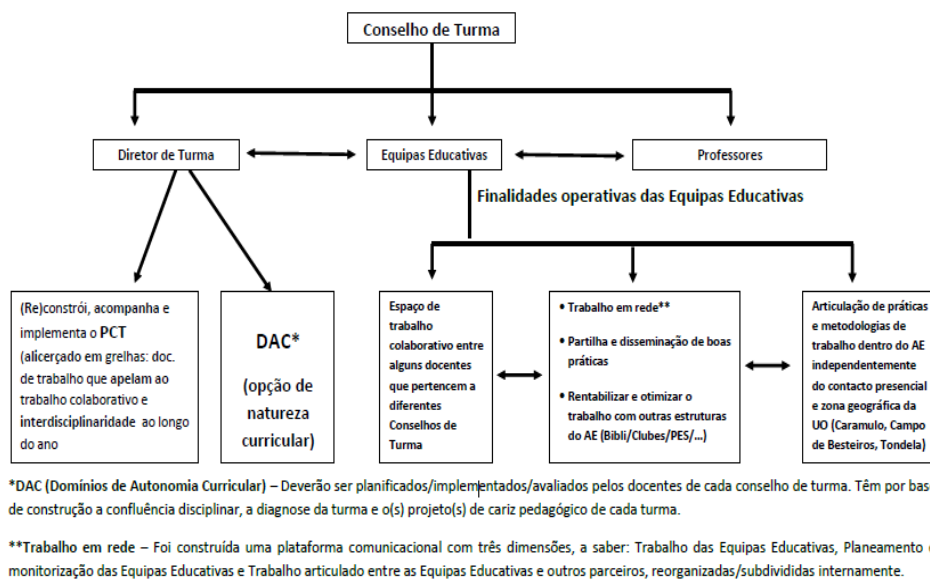 Conselho de Turma
Diretor de Turma
Equipas Educativas
Professores
Finalidades operativas das Equipas Educativas
(Re)constrói, acompanha e
implementa o PCT
(alicerçado em grelhas: doc.
de trabalho que apelam ao
trabalho colaborativo e
interdisciplinaridade ao longo
do ano
DAC*
(opção de
natureza
curricular)
Espaço de
trabalho
colaborativo entre
alguns docentes
que pertencem a
diferentes
Conselhos de
Turma
• Trabalho em rede**
• Partilha e disseminação de boas
práticas
• Rentabilizar e otimizar o
trabalho com outras estruturas
do AE (Bibli/Clubes/PES/...)
Articulação de práticas
e metodologias de
trabalho dentro do AE
independentemente
do contacto presencial
e zona geográfica da
UO (Caramulo, Campo
de Besteiros, Tondela)
*DAC (Domínios de Autonomia Curricular) – Deverão ser planificados/implementados/avaliados pelos docentes de cada conselho de turma. Têm por base
de construção a confluência disciplinar, a diagnose da turma e o(s) projeto(s) de cariz pedagógico de cada turma.
**Trabalho em rede – Foi construída uma plataforma comunicacional com três dimensões, a saber: Trabalho das Equipas Educativas, Planeamento
monitorização das Equipas Educativas e Trabalho articulado entre as Equipas Educativas e outros parceiros, reorganizadas/subdivididas internamente.